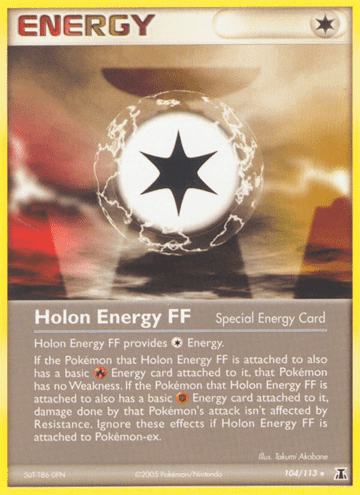 ENERGY
Holon Energy FF Special Energy Card
Holon Energy FF provides Energy.
If the Pokémon that Holon Energy FF is attached to also
has a basic Energy card attached to it, that Pokémon
has no Weakness. If the Pokémon that Holon Energy FF is
attached to also has a basic Energy card attached to it,
damage done by that Pokémon's attack isn't affected by
Resistance. Ignore these effects if Holon Energy FF is
attached to Pokémon-ex.
Illus. Takumi Akabane
©2005 Pokémon/Nintendo 104/113 ★